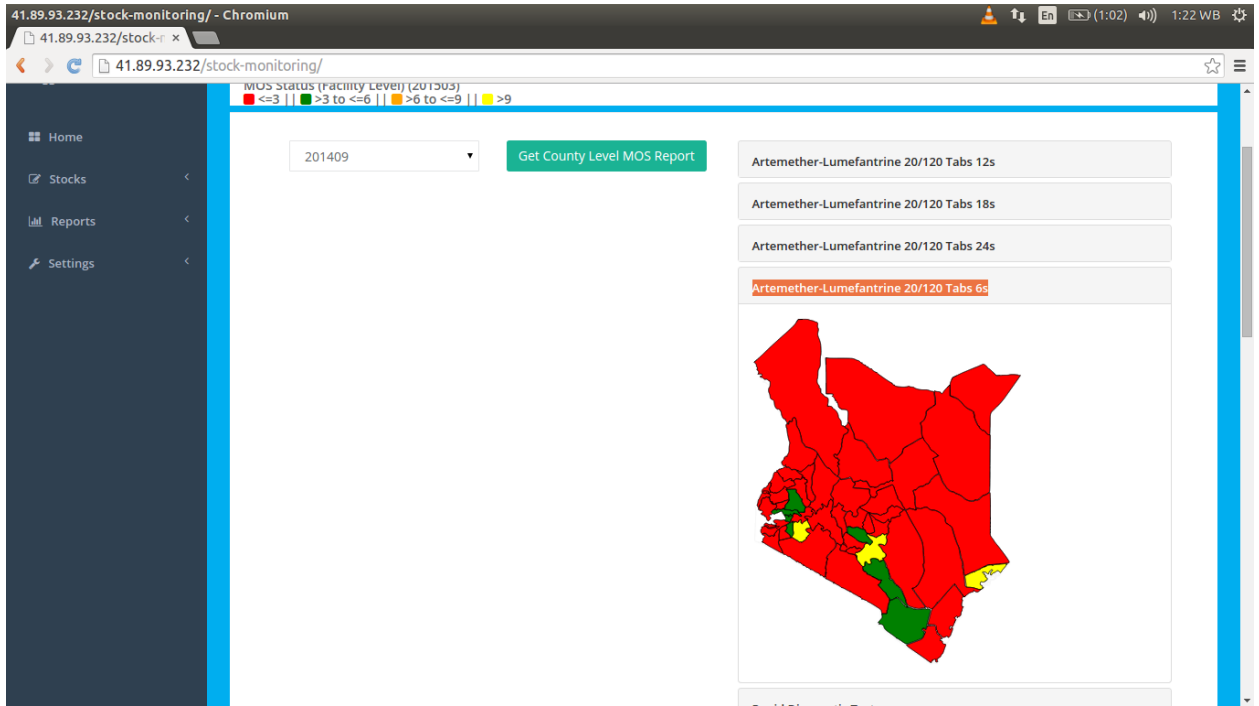 41.89.93.232/stock-monitoring/ - Chromium
En (1:02) 1:22 WB
41.89.93.232/stock-r ×
41.89.93.232/stock-monitoring/
MOS Status (Facility Level) (201503)
<=3 || >3 to <=6 || >6 to <=9 || >9
Home
Stocks
Reports
Settings
201409
Get County Level MOS Report
Artemether-Lumefantrine 20/120 Tabs 12s
Artemether-Lumefantrine 20/120 Tabs 18s
Artemether-Lumefantrine 20/120 Tabs 24s
Artemether-Lumefantrine 20/120 Tabs 6s